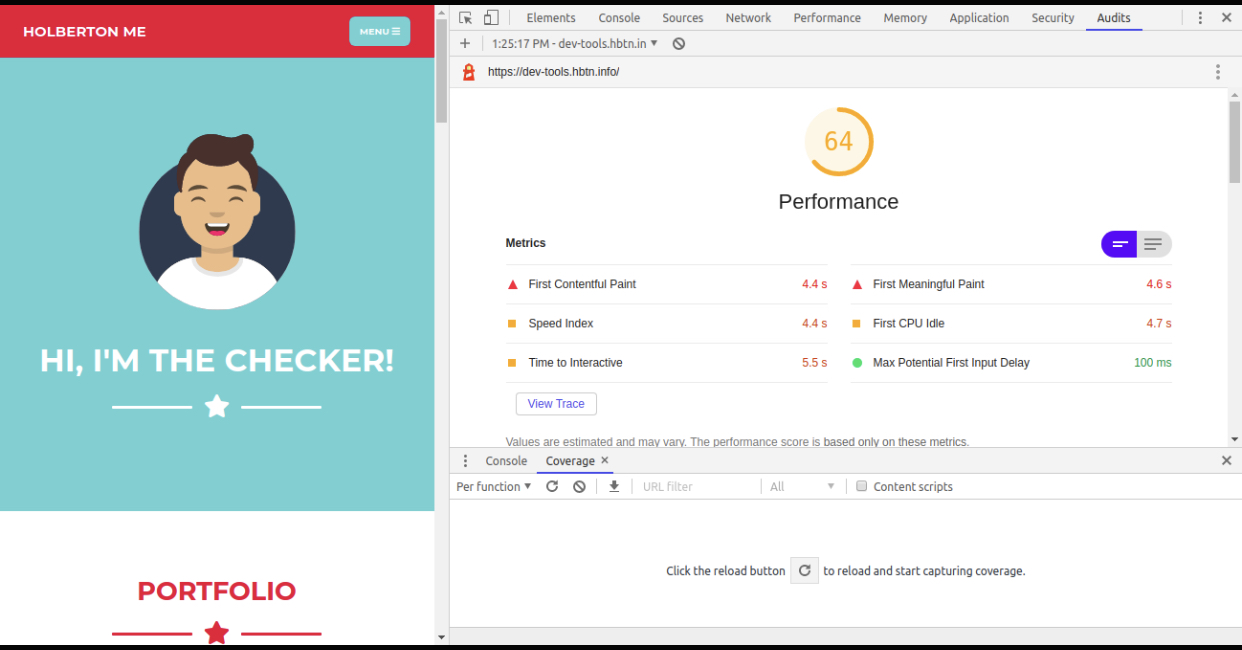 HOLBERTON ME
MENU
HI, I'M THE CHECKER!
PORTFOLIO
Elements Console Sources Network Performance Memory Application Security Audits
1:25:17 PM - dev-tools.hbtn.in
https://dev-tools.hbtn.info/
64
Performance
Metrics
First Contentful Paint 4.4 s First Meaningful Paint 4.6 s
Speed Index 4.4 s First CPU Idle 4.7 s
Time to Interactive 5.5 s Max Potential First Input Delay 100 ms
View Trace
Values are estimated and may vary. The performance score is based only on these metrics.
Console Coverage
Per function URL filter All Content scripts
Click the reload button to reload and start capturing coverage.